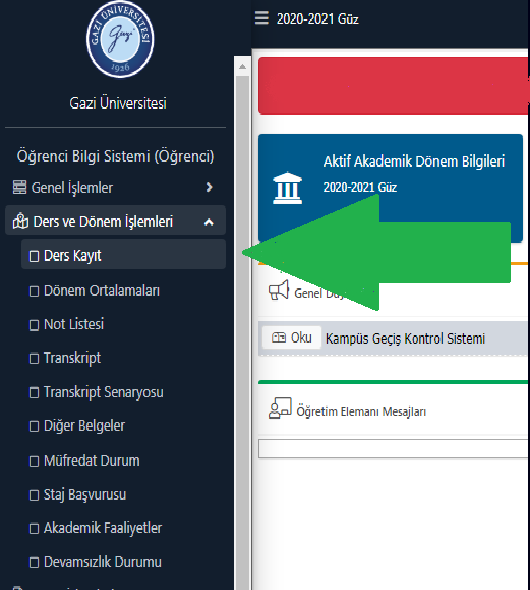 GAZİ ÜNİVERSİTESİ
Gazi
1926
Gazi Üniversitesi
Öğrenci Bilgi Sistemi (Öğrenci)
Genel İşlemler
Ders ve Dönem İşlemleri
Ders Kayıt
Dönem Ortalamaları
Not Listesi
Transkript
Transkript Senaryosu
Diğer Belgeler
Müfredat Durum
Staj Başvurusu
Akademik Faaliyetler
Devamsızlık Durumu
2020-2021 Güz
Aktif Akademik Dönem Bilgileri
2020-2021 Güz
Genel
Oku Kampüs Geçiş Kontrol Sistemi
Öğretim Elemanı Mesajları